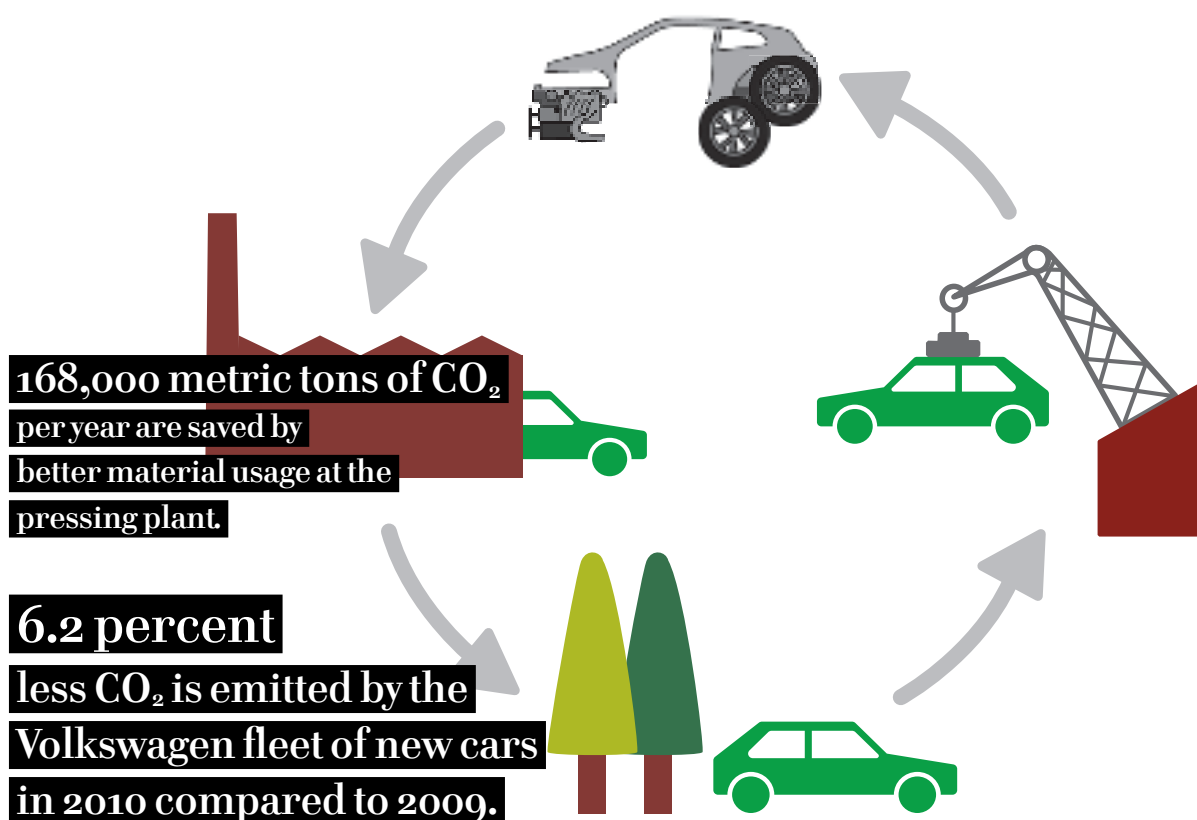 168,000 metric tons of CO₂
per year are saved by
better material usage at the
pressing plant.
6.2 percent
less CO₂ is emitted by the
Volkswagen fleet of new cars
in 2010 compared to 2009.